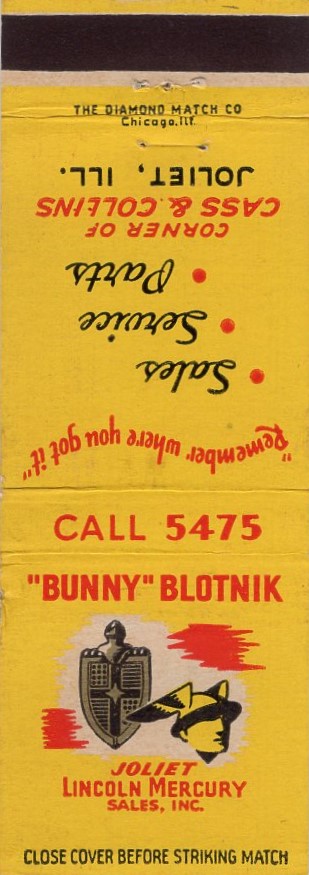 THE DIAMOND MATCH CO
Chicago, Ill.
"Remember where you got it"
Sales
Service
Parts
CORNER OF
CASS & COLLINS
JOLIET, ILL.
CALL 5475
"BUNNY" BLOTNIK
JOLIET
LINCOLN MERCURY
SALES, INC.
CLOSE COVER BEFORE STRIKING MATCH